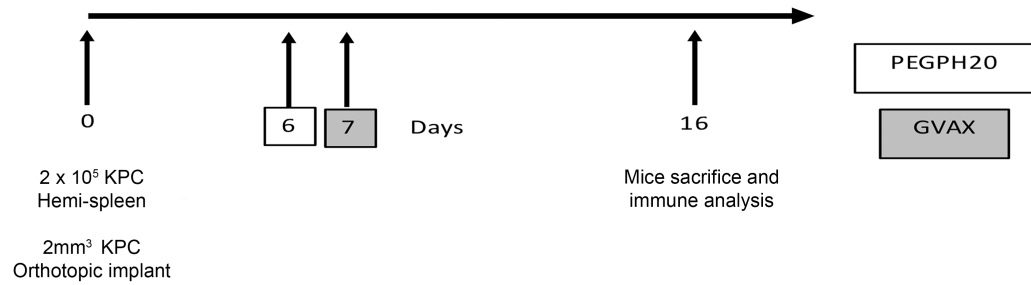 0
6
7
Days
16
PEGPH20
GVAX
2 x 10⁵ KPC
Hemi-spleen
2mm³ KPC
Orthotopic implant
Mice sacrifice and
immune analysis